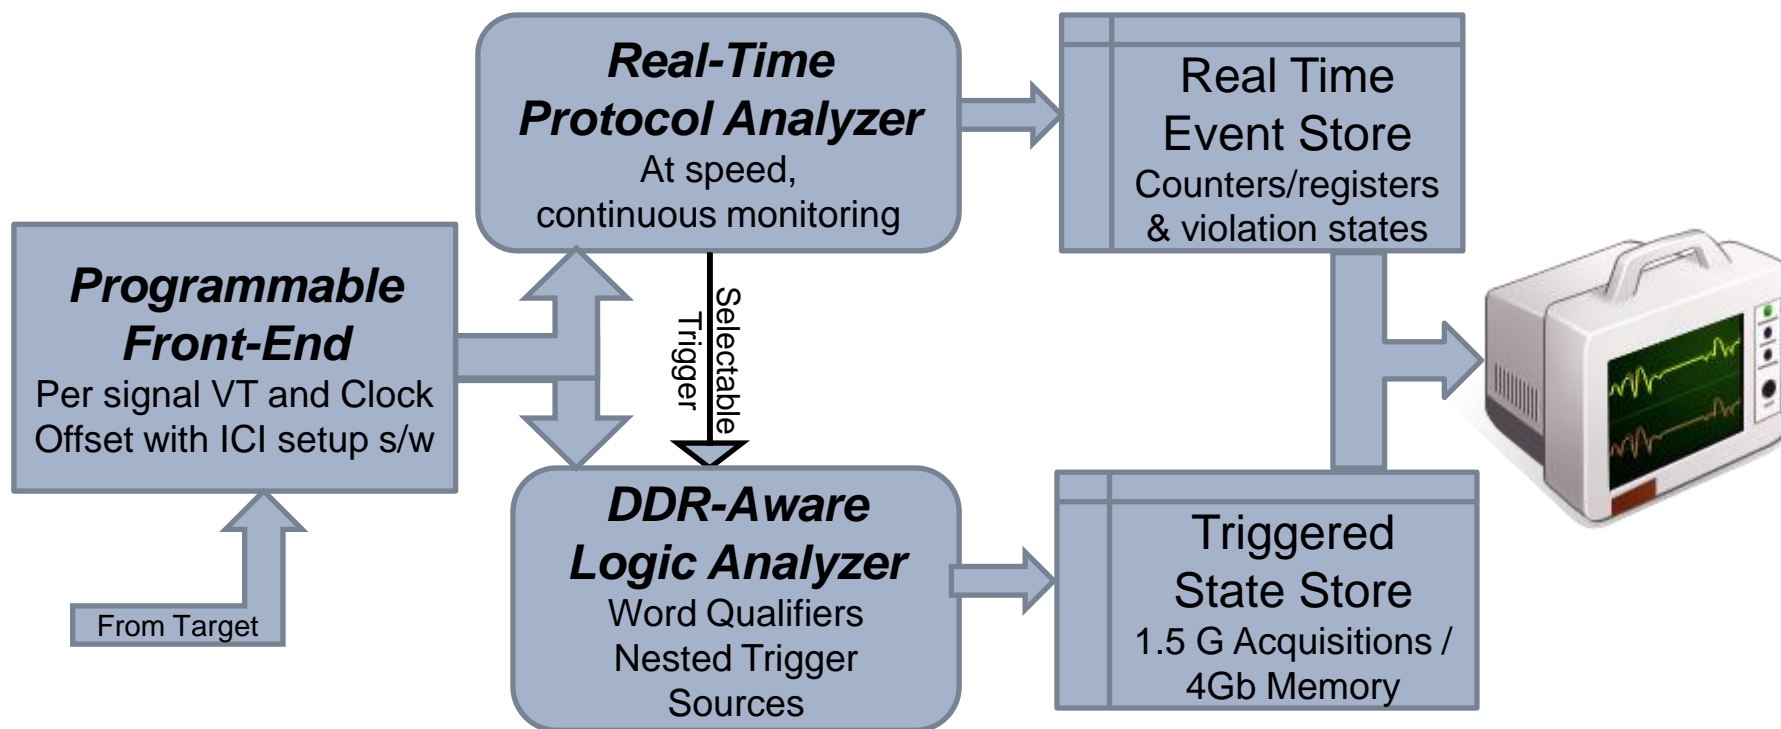 Real-Time
Protocol Analyzer
At speed,
continuous monitoring
Real Time
Event Store
Counters/registers
& violation states
Programmable
Front-End
Per signal VT and Clock
Offset with ICI setup s/w
Selectable
Trigger
From Target
DDR-Aware
Logic Analyzer
Word Qualifiers
Nested Trigger
Sources
Triggered
State Store
1.5 G Acquisitions /
4Gb Memory